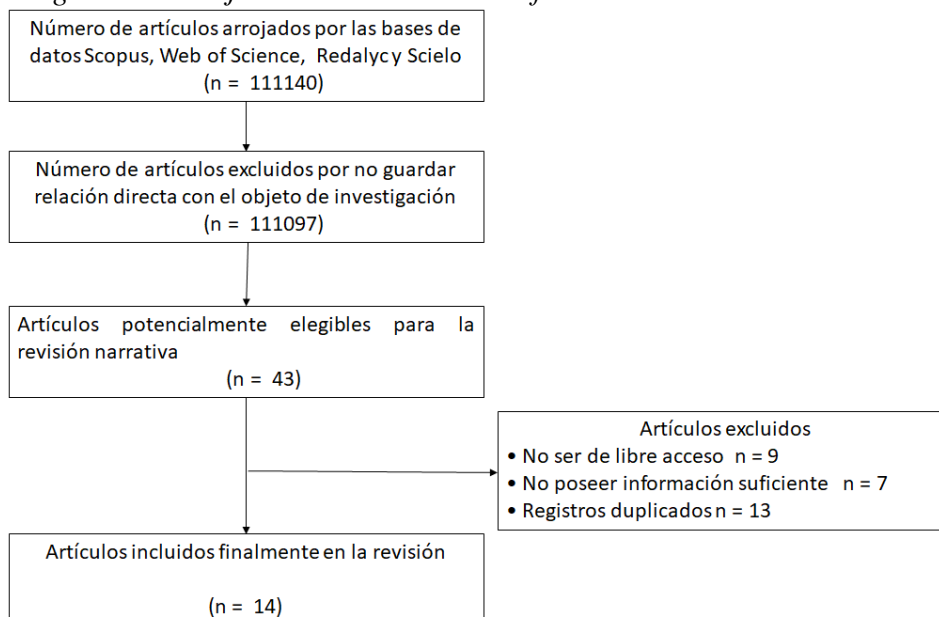 Número de artículos arrojados por las bases de
datos Scopus, Web of Science, Redalyc y Scielo
(n = 111140)
Número de artículos excluidos por no guardar
relación directa con el objeto de investigación
(n = 111097)
Artículos potencialmente elegibles para la
revisión narrativa
(n = 43)
Artículos excluidos
• No ser de libre acceso n = 9
• No poseer información suficiente n = 7
• Registros duplicados n = 13
Artículos incluidos finalmente en la revisión
(n = 14)